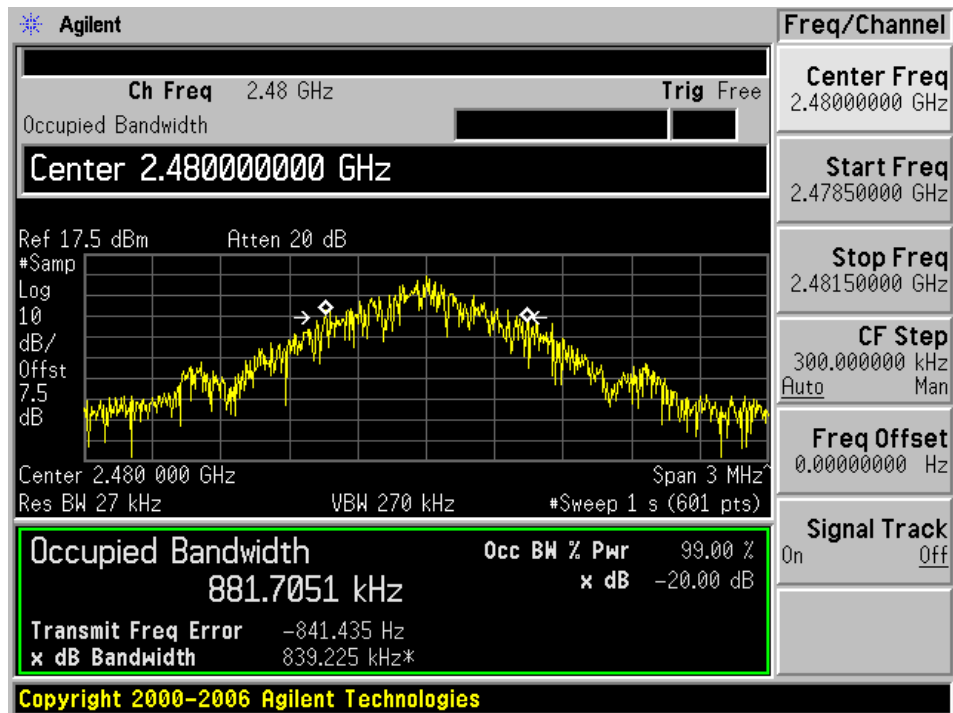 Agilent
Freq/Channel
Ch Freq 2.48 GHz Trig Free
Occupied Bandwidth
Center 2.480000000 GHz
Ref 17.5 dBm Atten 20 dB
#Samp
Log
10
dB/
Offst
7.5
dB
Center 2.480 000 GHz Span 3 MHz^
Res BW 27 kHz VBW 270 kHz #Sweep 1 s (601 pts)
Occupied Bandwidth Occ BW % Pwr 99.00 %
881.7051 kHz x dB -20.00 dB
Transmit Freq Error -841.435 Hz
x dB Bandwidth 839.225 kHz*
Copyright 2000-2006 Agilent Technologies
Center Freq
2.48000000 GHz
Start Freq
2.47850000 GHz
Stop Freq
2.48150000 GHz
CF Step
300.000000 kHz
Auto Man
Freq Offset
0.00000000 Hz
Signal Track
On Off